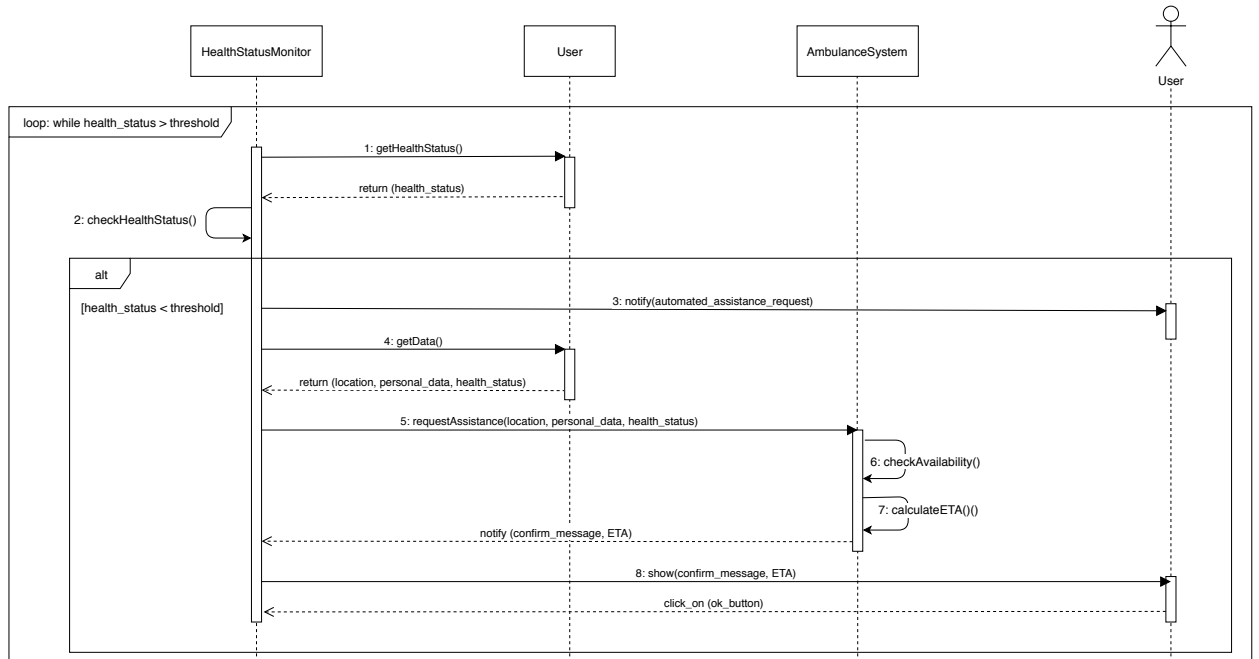 HealthStatusMonitor
User
AmbulanceSystem
User
loop: while health_status > threshold
1: getHealthStatus()
return (health_status)
2: checkHealthStatus()
alt
[health_status < threshold]
3: notify(automated_assistance_request)
4: getData()
return (location, personal_data, health_status)
5: requestAssistance(location, personal_data, health_status)
6: checkAvailability()
7: calculateETA()()
notify (confirm_message, ETA)
8: show(confirm_message, ETA)
click_on (ok_button)